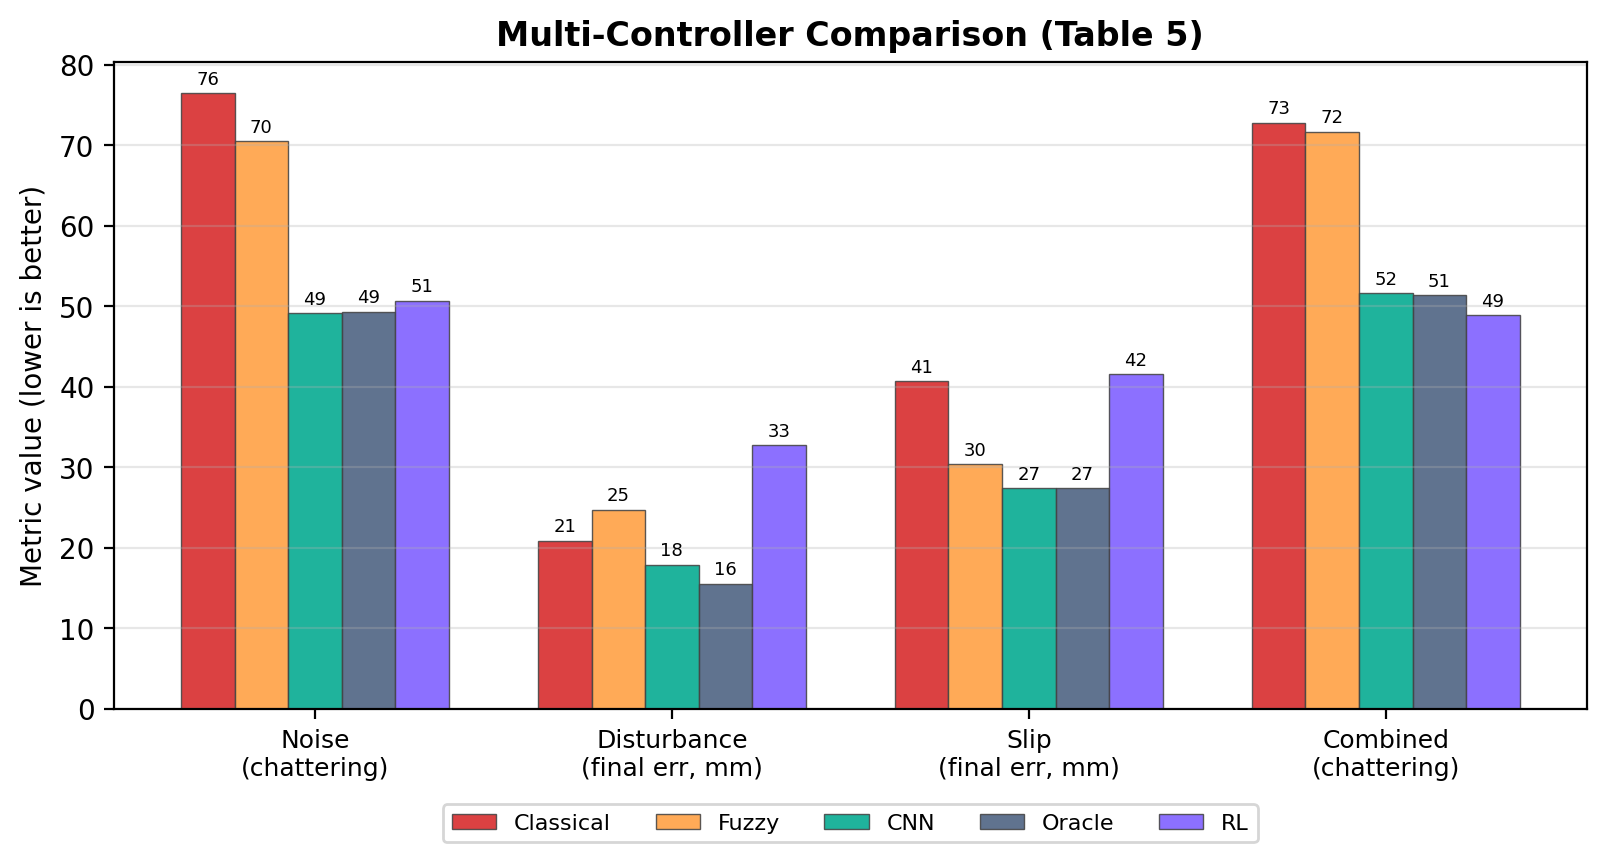 Multi-Controller Comparison (Table 5)
Metric value (lower is better)
80
70
60
50
40
30
20
10
0
76
70
49
49
51
21
25
18
16
33
41
30
27
27
42
73
72
52
51
49
Noise
(chattering)
Disturbance
(final err, mm)
Slip
(final err, mm)
Combined
(chattering)
Classical
Fuzzy
CNN
Oracle
RL